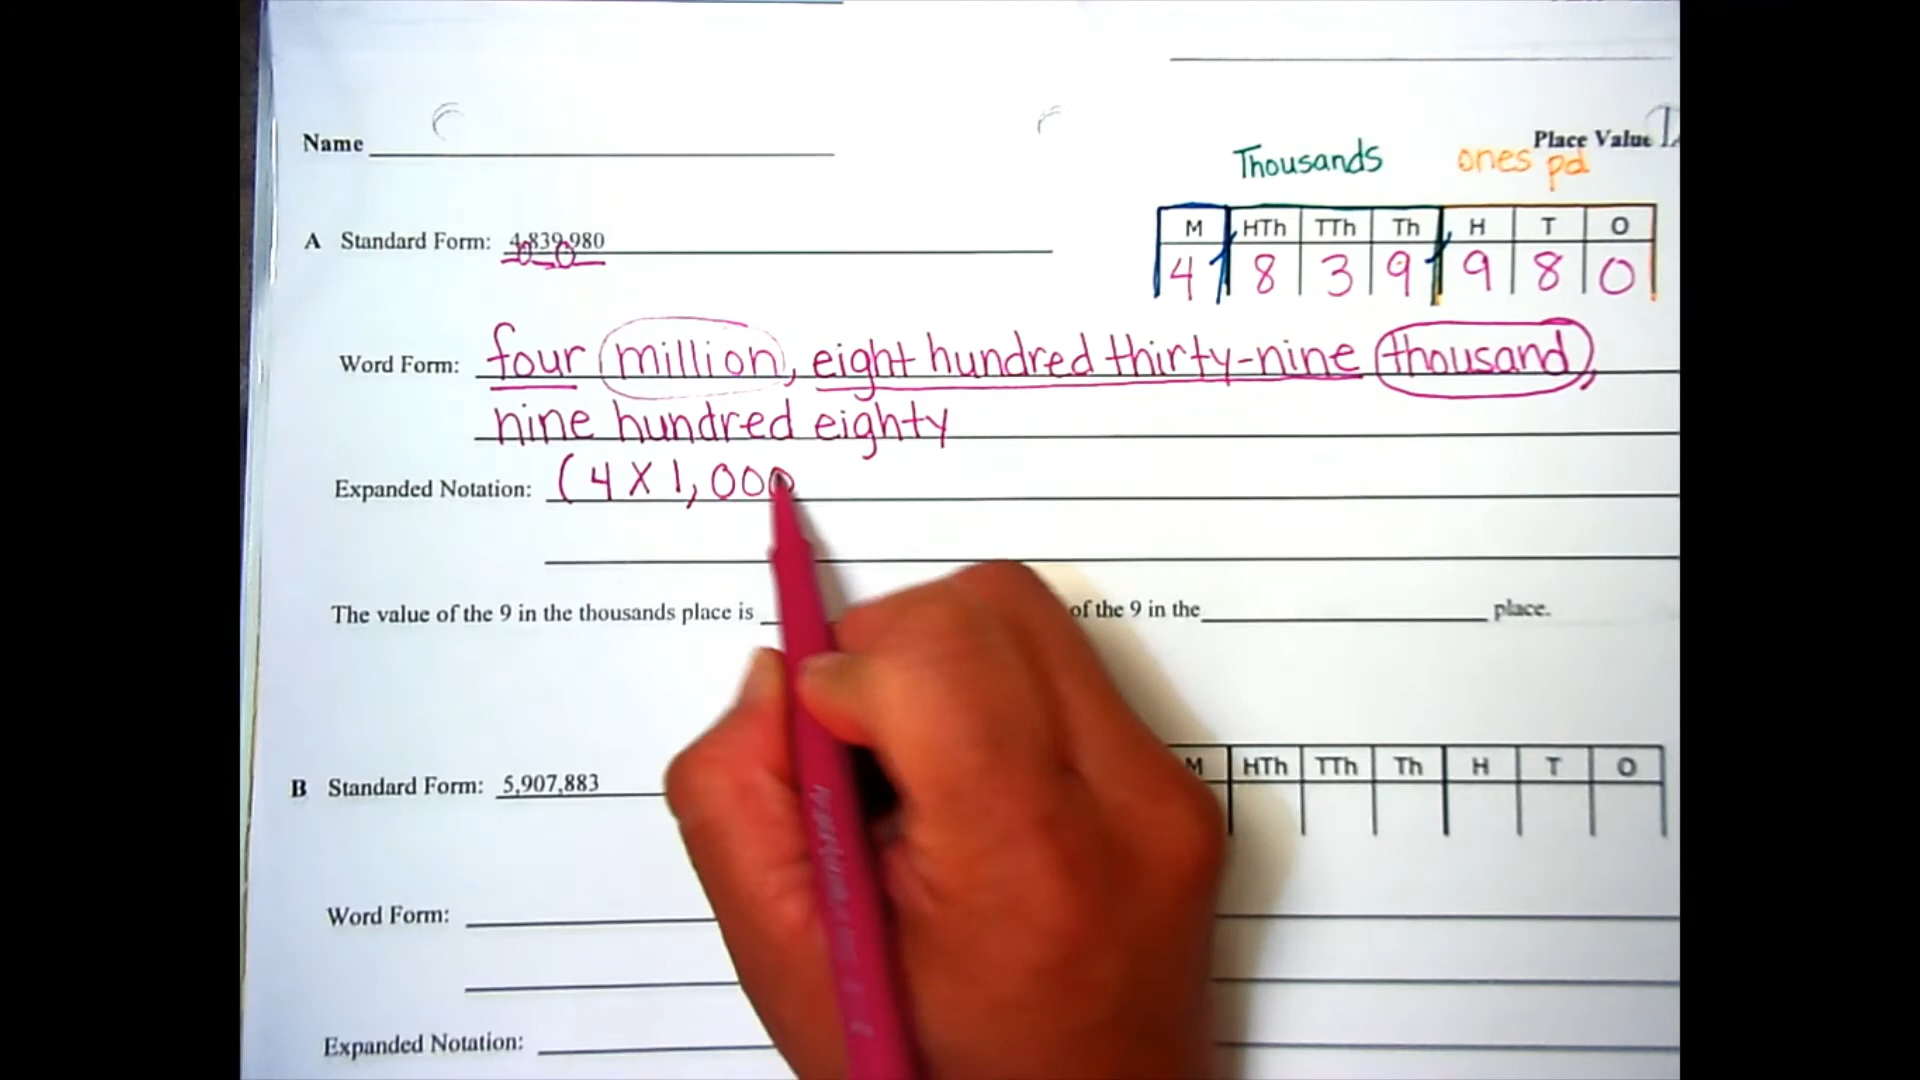 Name
Place Value
Thousands ones pd
M HTh TTh Th H T O
A Standard Form: 4,839,980
4, 8 3 9, 9 8 0
Word Form: four million, eight hundred thirty-nine thousand,
nine hundred eighty
Expanded Notation: (4 X 1,000
The value of the 9 in the thousands place is of the 9 in the place.
M HTh TTh Th H T O
B Standard Form: 5,907,883
Word Form:
Expanded Notation: